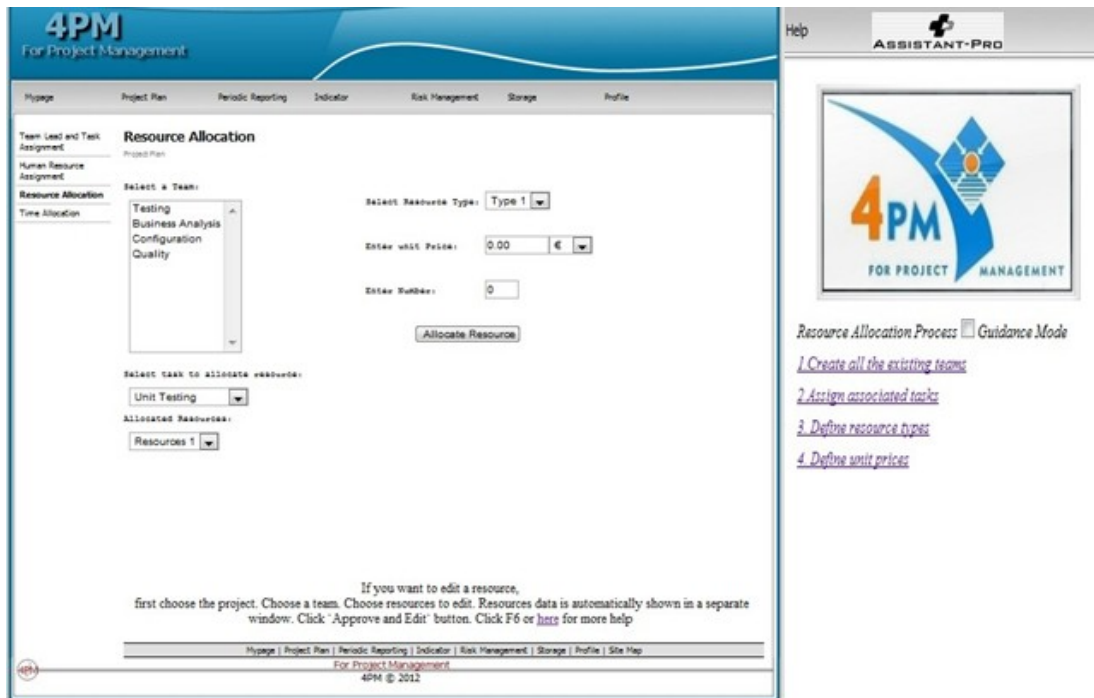 4PM
For Project Management
Mypage Project Plan Periodic Reporting Indicator Risk Management Storage Profile
Team Lead and Task
Assignment
Human Resource
Assignment
Resource Allocation
Time Allocation
Resource Allocation
Project Plan
Select a Team:
Testing
Business Analysis
Configuration
Quality
Select task to allocate resource:
Unit Testing
Allocated Resources:
Resources 1
Select Resource Type: Type 1
Enter unit Price: 0.00 €
Enter Number: 0
Allocate Resource
If you want to edit a resource,
first choose the project. Choose a team. Choose resources to edit. Resources data is automatically shown in a separate
window. Click `Approve and Edit` button. Click F6 or here for more help
Mypage | Project Plan | Periodic Reporting | Indicator | Risk Management | Storage | Profile | Site Map
4PM
For Project Management
4PM © 2012
Help
ASSISTANT-PRO
4PM
FOR PROJECT MANAGEMENT
Resource Allocation Process Guidance Mode
1.Create all the existing teams
2.Assign associated tasks
3. Define resource types
4. Define unit prices